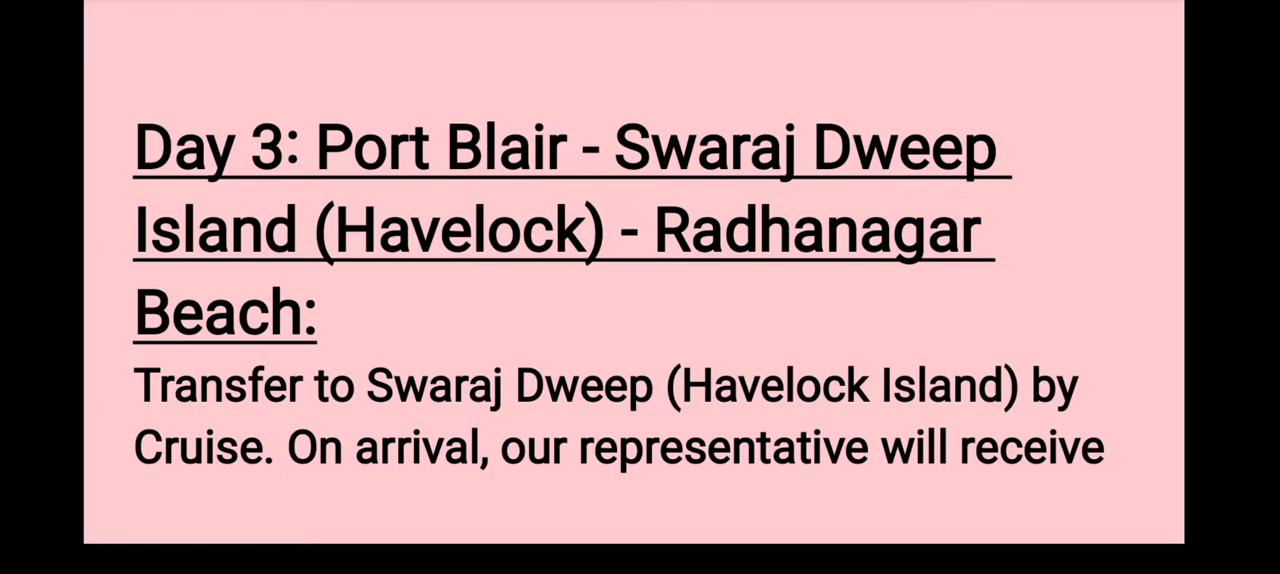 Day 3: Port Blair - Swaraj Dweep
Island (Havelock) - Radhanagar
Beach:
Transfer to Swaraj Dweep (Havelock Island) by
Cruise. On arrival, our representative will receive